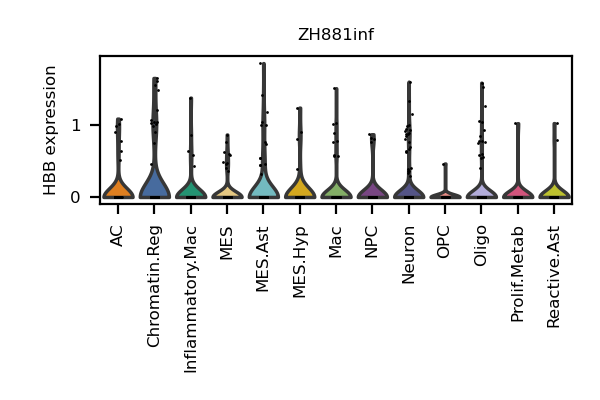 ZH881inf
HBB expression
1
0
AC
Chromatin.Reg
Inflammatory.Mac
MES
MES.Ast
MES.Hyp
Mac
NPC
Neuron
OPC
Oligo
Prolif.Metab
Reactive.Ast